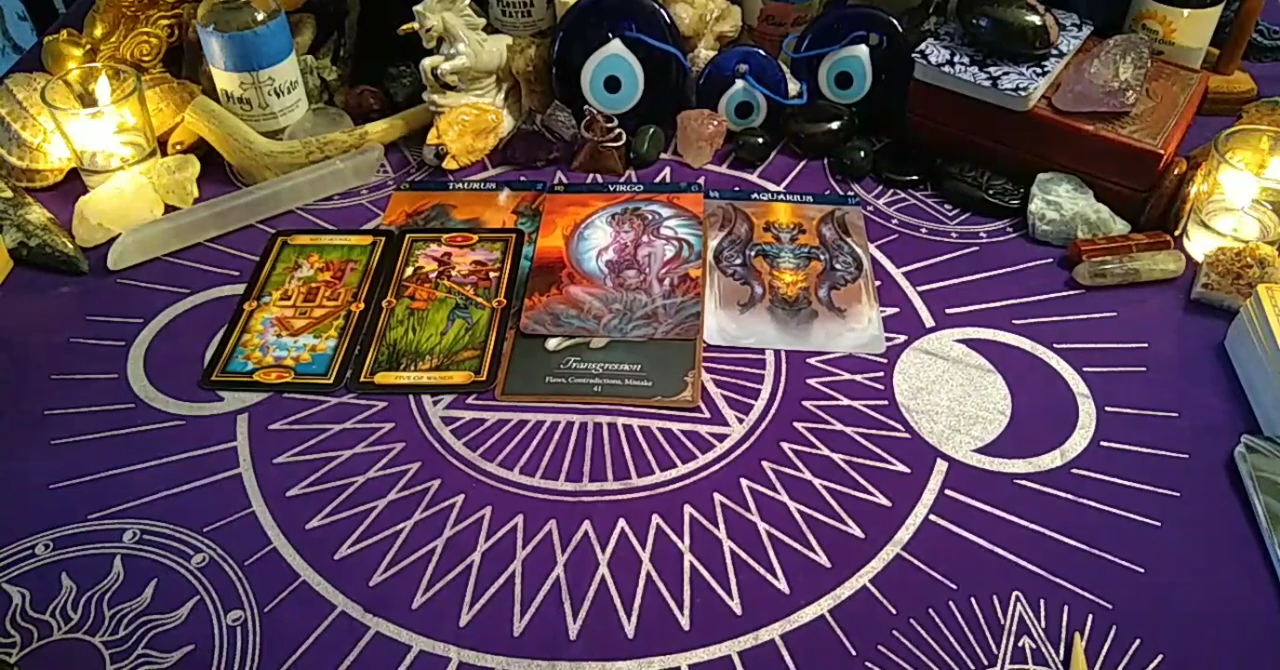 FLORIDA
WATER
Holy Water
TAURUS
VIRGO
AQUARIUS
FIVE OF WANDS
Transgression
Flaws, Contradictions, Mistake
41